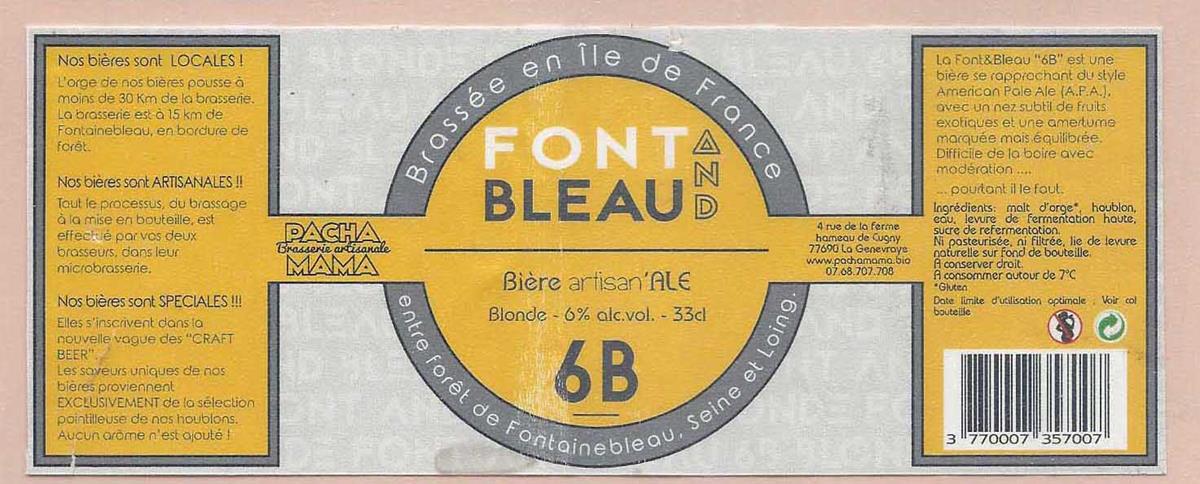 Nos bières sont LOCALES !
L'orge de nos bières pousse à
moins de 30 Km de la brasserie.
La brasserie est à 15 km de
Fontainebleau, en bordure de
forêt.
Nos bières sont ARTISANALES !!
Tout le processus, du brassage
à la mise en bouteille, est
effectué par vos deux
brasseurs, dans leur
microbrasserie.
Nos bières sont SPECIALES !!!
Elles s'inscrivent dans la
nouvelle vague des "CRAFT
BEER".
Les saveurs uniques de nos
bières proviennent
EXCLUSIVEMENT de la sélection
pointilleuse de nos houblons.
Aucun arôme n'est ajouté !
PACHA
Brasserie artisanale
MAMA
Brassée en Île de France
FONT
AND
BLEAU
Bière artisan'ALE
Blonde - 6% alc.vol. - 33cl
6B
entre forêt de Fontainebleau, Seine et Loing.
4 rue de la ferme
hameau de Cugny
77690 La Genevraye
www.pachamama.bio
07.68.707.708
La Font&Bleau "6B" est une
bière se rapprochant du style
American Pale Ale (A.P.A.),
avec un nez subtil de fruits
exotiques et une amertume
marquée mais équilibrée.
Difficile de la boire avec
modération ....
... pourtant il le faut.
Ingrédients: malt d'orge*, houblon,
eau, levure de fermentation haute,
sucre de refermentation.
Ni pasteurisée, ni filtrée, lie de levure
naturelle sur fond de bouteille.
A conserver droit.
A consommer autour de 7°C
*Gluten
Date limite d'utilisation optimale : Voir col
bouteille
3 770007 357007